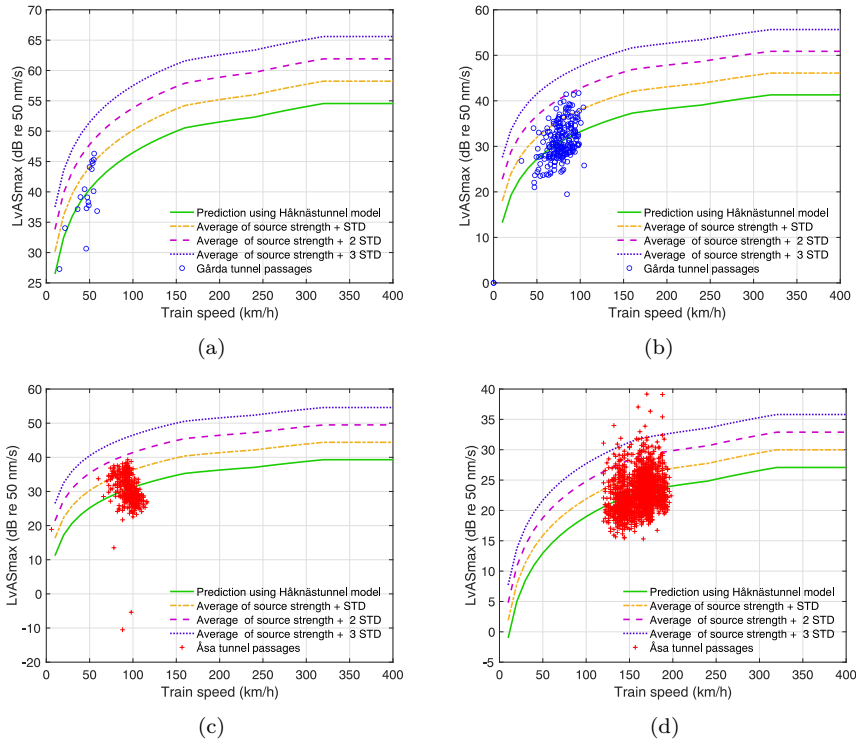 70
65
60
55
50
45
40
35
30
25
LvASmax (dB re 50 nm/s)
0 50 100 150 200 250 300 350 400
Train speed (km/h)
Prediction using Håknästunnel model
Average of source strength + STD
Average of source strength + 2 STD
Average of source strength + 3 STD
Gårda tunnel passages
(a)
60
50
40
30
20
10
0
LvASmax (dB re 50 nm/s)
0 50 100 150 200 250 300 350 400
Train speed (km/h)
Prediction using Håknästunnel model
Average of source strength + STD
Average of source strength + 2 STD
Average of source strength + 3 STD
Gårda tunnel passages
(b)
60
50
40
30
20
10
0
-10
-20
LvASmax (dB re 50 nm/s)
0 50 100 150 200 250 300 350 400
Train speed (km/h)
Prediction using Håknästunnel model
Average of source strength + STD
Average of source strength + 2 STD
Average of source strength + 3 STD
Åsa tunnel passages
(c)
40
35
30
25
20
15
10
5
0
-5
LvASmax (dB re 50 nm/s)
0 50 100 150 200 250 300 350 400
Train speed (km/h)
Prediction using Håknästunnel model
Average of source strength + STD
Average of source strength + 2 STD
Average of source strength + 3 STD
Åsa tunnel passages
(d)